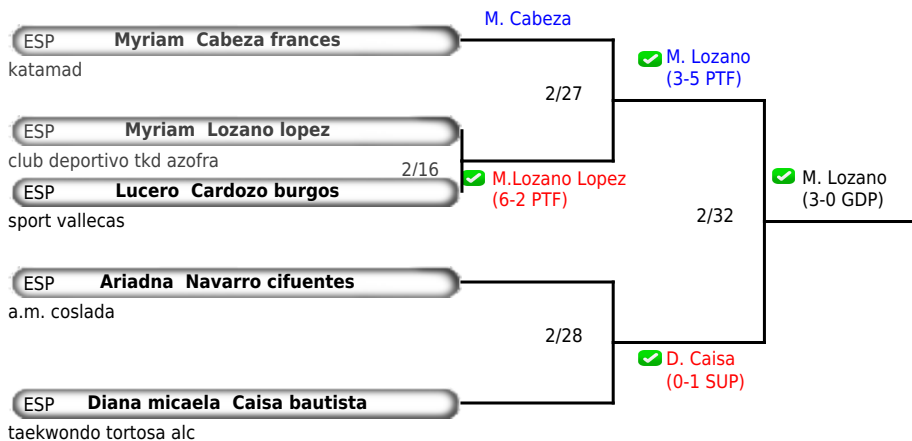 M. Cabeza
ESP Myriam Cabeza frances
katamad
M. Lozano
(3-5 PTF)
2/27
ESP Myriam Lozano lopez
club deportivo tkd azofra
2/16
M.Lozano Lopez
(6-2 PTF)
ESP Lucero Cardozo burgos
sport vallecas
M. Lozano
(3-0 GDP)
2/32
ESP Ariadna Navarro cifuentes
a.m. coslada
2/28
D. Caisa
(0-1 SUP)
ESP Diana micaela Caisa bautista
taekwondo tortosa alc